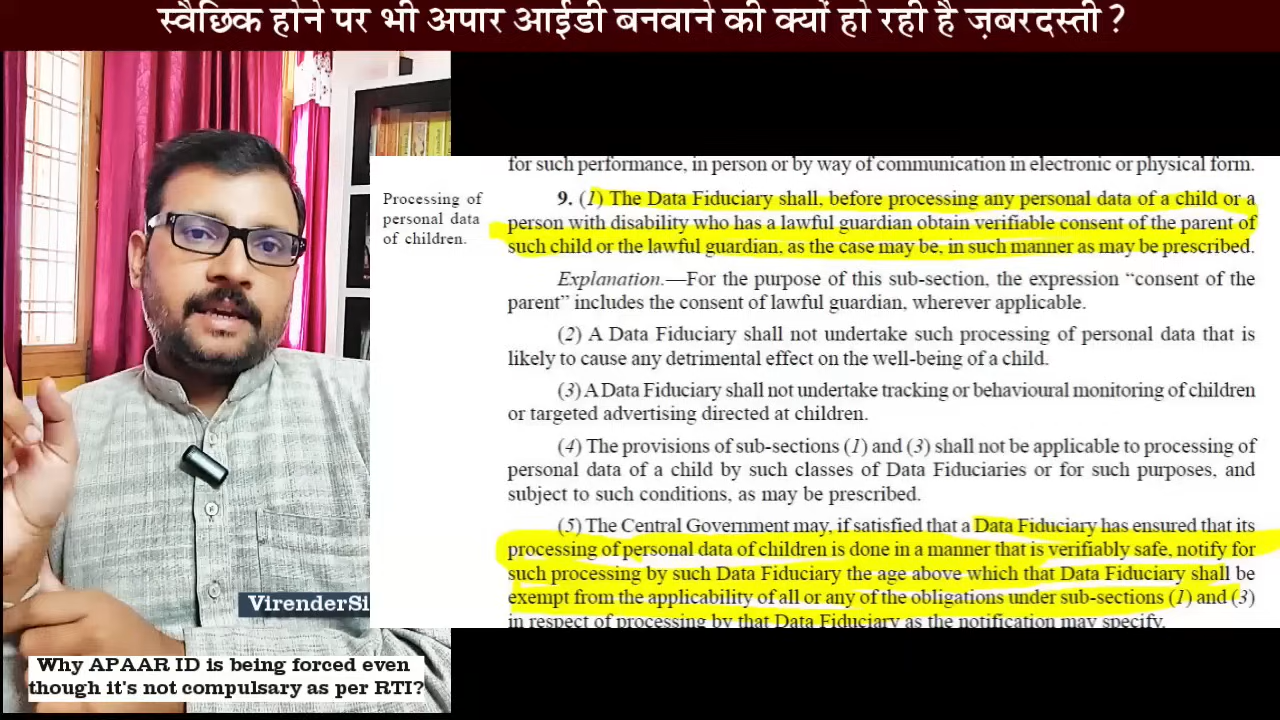 स्वैछिक होने पर भी अपार आईडी बनवाने की क्यों हो रही है ज़बरदस्ती ?
for such performance, in person or by way of communication in electronic or physical form.
Processing of
personal data
of children.
9. (1) The Data Fiduciary shall, before processing any personal data of a child or a
person with disability who has a lawful guardian obtain verifiable consent of the parent of
such child or the lawful guardian, as the case may be, in such manner as may be prescribed.
Explanation.—For the purpose of this sub-section, the expression “consent of the
parent” includes the consent of lawful guardian, wherever applicable.
(2) A Data Fiduciary shall not undertake such processing of personal data that is
likely to cause any detrimental effect on the well-being of a child.
(3) A Data Fiduciary shall not undertake tracking or behavioural monitoring of children
or targeted advertising directed at children.
(4) The provisions of sub-sections (1) and (3) shall not be applicable to processing of
personal data of a child by such classes of Data Fiduciaries or for such purposes, and
subject to such conditions, as may be prescribed.
(5) The Central Government may, if satisfied that a Data Fiduciary has ensured that its
processing of personal data of children is done in a manner that is verifiably safe, notify for
such processing by such Data Fiduciary the age above which that Data Fiduciary shall be
exempt from the applicability of all or any of the obligations under sub-sections (1) and (3)
in respect of processing by that Data Fiduciary as the notification may specify.
VirenderSi
Why APAAR ID is being forced even
though it's not compulsary as per RTI?